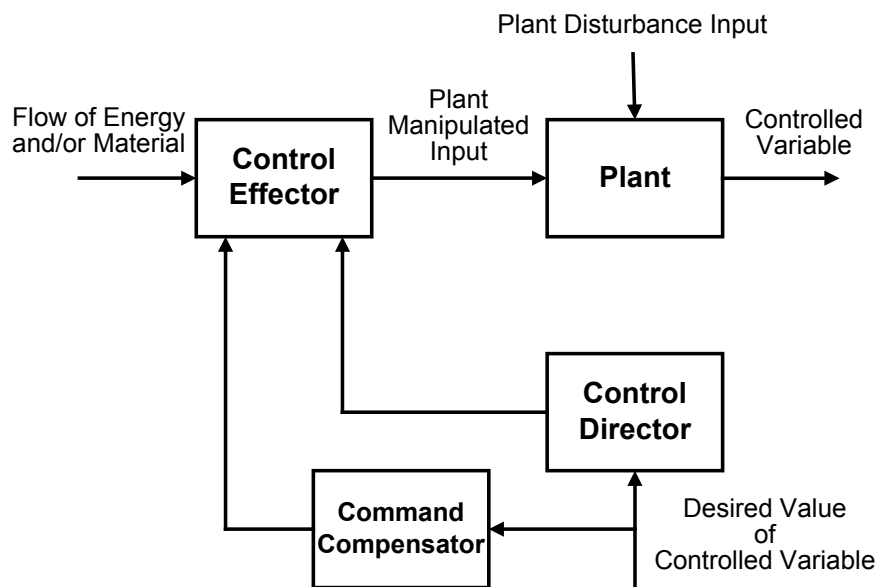 Plant Disturbance Input
Flow of Energy
and/or Material
Control
Effector
Plant
Manipulated
Input
Plant
Controlled
Variable
Control
Director
Command
Compensator
Desired Value
of
Controlled Variable